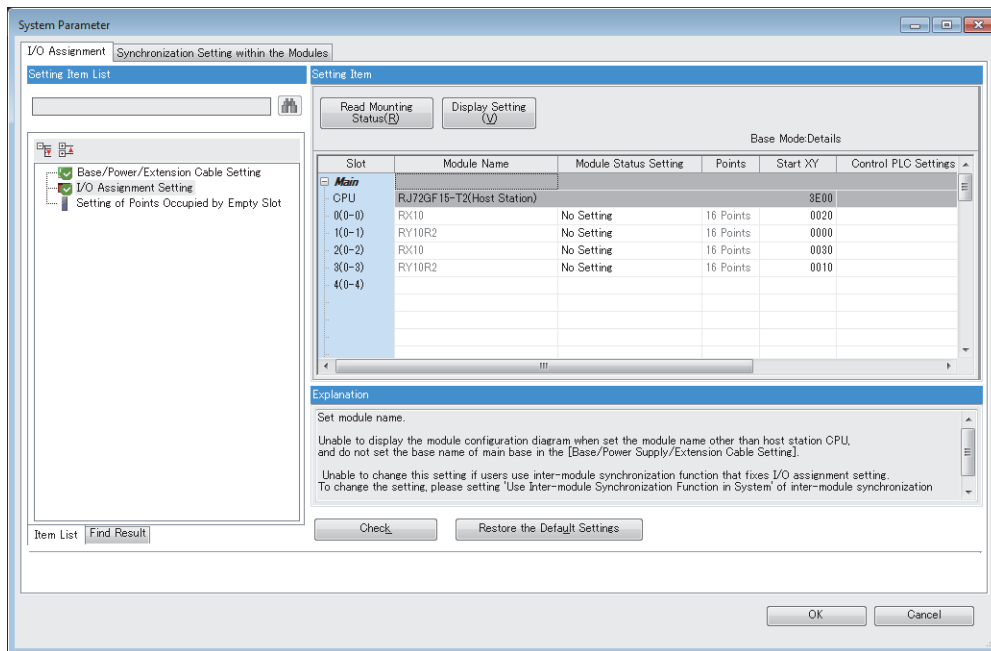 System Parameter
I/O Assignment Synchronization Setting within the Modules
Setting Item List
Setting Item
Read Mounting
Status(R)
Display Setting
(V)
Base Mode:Details
Slot Module Name Module Status Setting Points Start XY Control PLC Settings
Main
CPU RJ72GF15-T2(Host Station) 3E00
0(0-0) RX10 No Setting 16 Points 0020
1(0-1) RY10R2 No Setting 16 Points 0000
2(0-2) RX10 No Setting 16 Points 0030
3(0-3) RY10R2 No Setting 16 Points 0010
4(0-4)
Base/Power/Extension Cable Setting
I/O Assignment Setting
Setting of Points Occupied by Empty Slot
Explanation
Set module name.
Unable to display the module configuration diagram when set the module name other than host station CPU,
and do not set the base name of main base in the [Base/Power Supply/Extension Cable Setting].
Unable to change this setting if users use inter-module synchronization function that fixes I/O assignment setting.
To change the setting, please setting 'Use Inter-module Synchronization Function in System' of inter-module synchronization
Item List Find Result
Check
Restore the Default Settings
OK Cancel